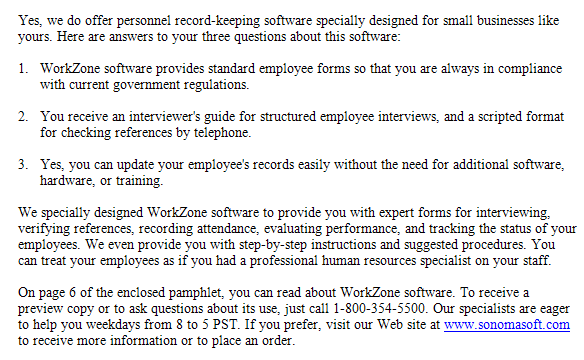 Yes, we do offer personnel record-keeping software specially designed for small businesses like
yours. Here are answers to your three questions about this software:
1. WorkZone software provides standard employee forms so that you are always in compliance
with current government regulations.
2. You receive an interviewer's guide for structured employee interviews, and a scripted format
for checking references by telephone.
3. Yes, you can update your employee's records easily without the need for additional software,
hardware, or training.
We specially designed WorkZone software to provide you with expert forms for interviewing,
verifying references, recording attendance, evaluating performance, and tracking the status of your
employees. We even provide you with step-by-step instructions and suggested procedures. You
can treat your employees as if you had a professional human resources specialist on your staff.
On page 6 of the enclosed pamphlet, you can read about WorkZone software. To receive a
preview copy or to ask questions about its use, just call 1-800-354-5500. Our specialists are eager
to help you weekdays from 8 to 5 PST. If you prefer, visit our Web site at www.sonomasoft.com
to receive more information or to place an order.